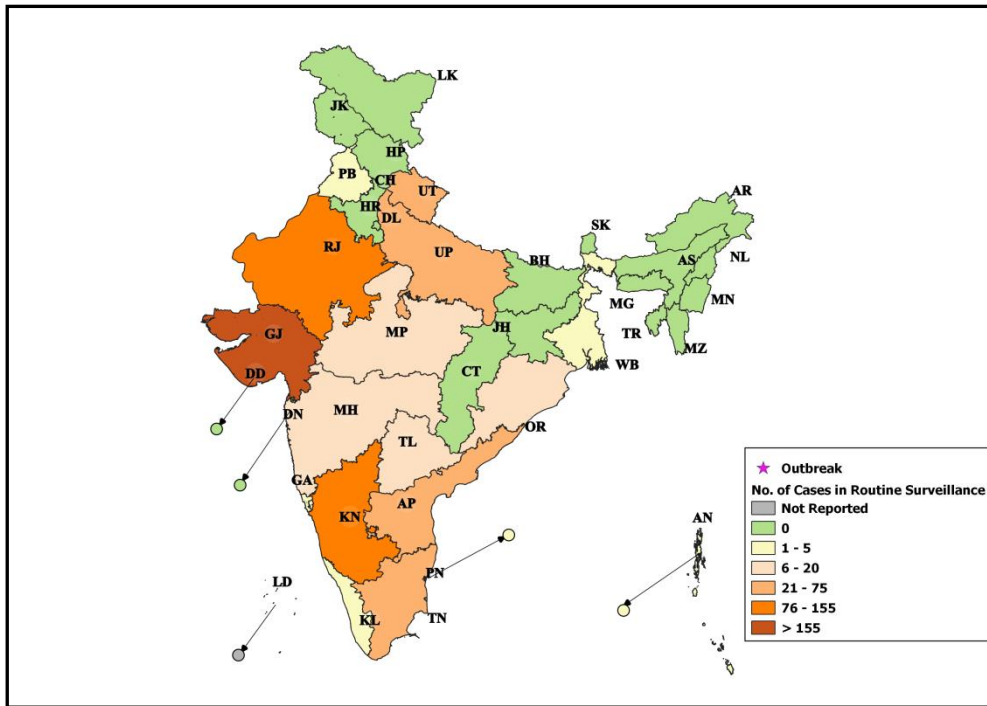 LK
JK
HP
PB
CH
UT
HR
DL
AR
RJ
UP
SK
BH
AS
NL
MG
MN
GJ
MP
JH
TR
MZ
DD
CT
WB
DN
MH
OR
TL
GA
AP
KN
AN
PN
LD
KL
TN
Outbreak
No. of Cases in Routine Surveillance
Not Reported
0
1 - 5
6 - 20
21 - 75
76 - 155
> 155